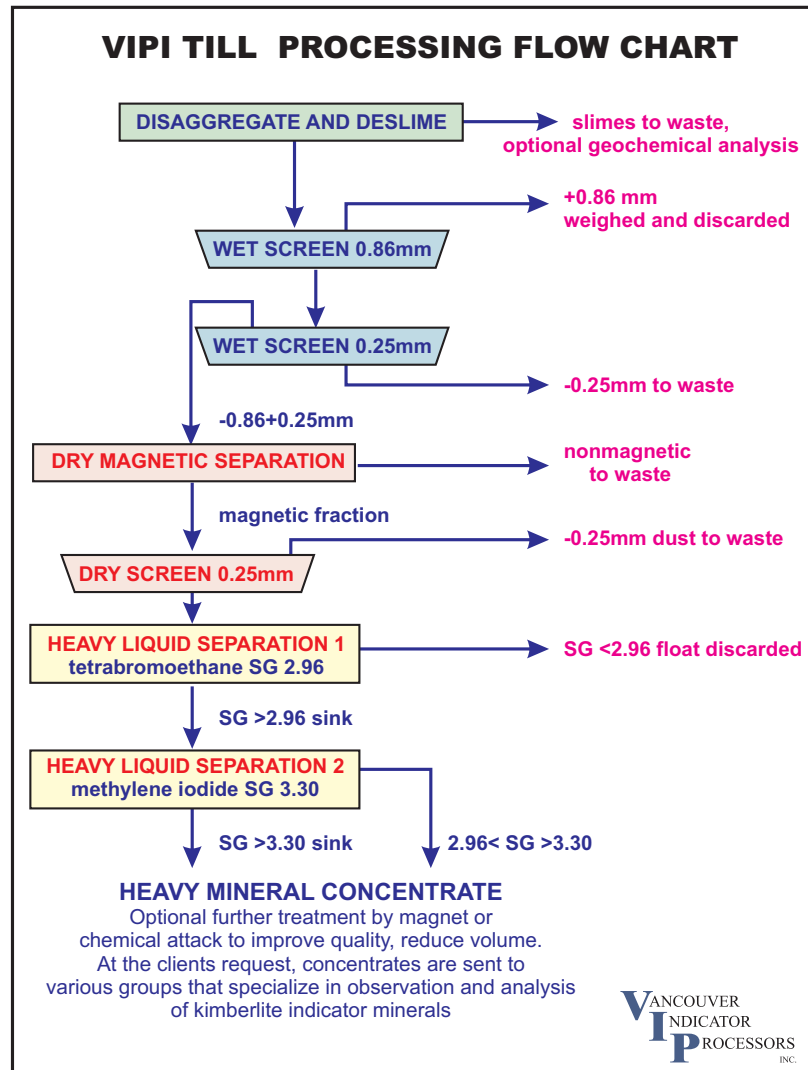 VIPI TILL PROCESSING FLOW CHART
DISAGGREGATE AND DESLIME
slimes to waste,
optional geochemical analysis
+0.86 mm
weighed and discarded
WET SCREEN 0.86mm
WET SCREEN 0.25mm
-0.25mm to waste
-0.86+0.25mm
DRY MAGNETIC SEPARATION
nonmagnetic
to waste
magnetic fraction
-0.25mm dust to waste
DRY SCREEN 0.25mm
HEAVY LIQUID SEPARATION 1
tetrabromoethane SG 2.96
SG <2.96 float discarded
SG >2.96 sink
HEAVY LIQUID SEPARATION 2
methylene iodide SG 3.30
SG >3.30 sink
2.96< SG >3.30
HEAVY MINERAL CONCENTRATE
Optional further treatment by magnet or
chemical attack to improve quality, reduce volume.
At the clients request, concentrates are sent to
various groups that specialize in observation and analysis
of kimberlite indicator minerals
VANCOUVER
INDICATOR
PROCESSORS
INC.